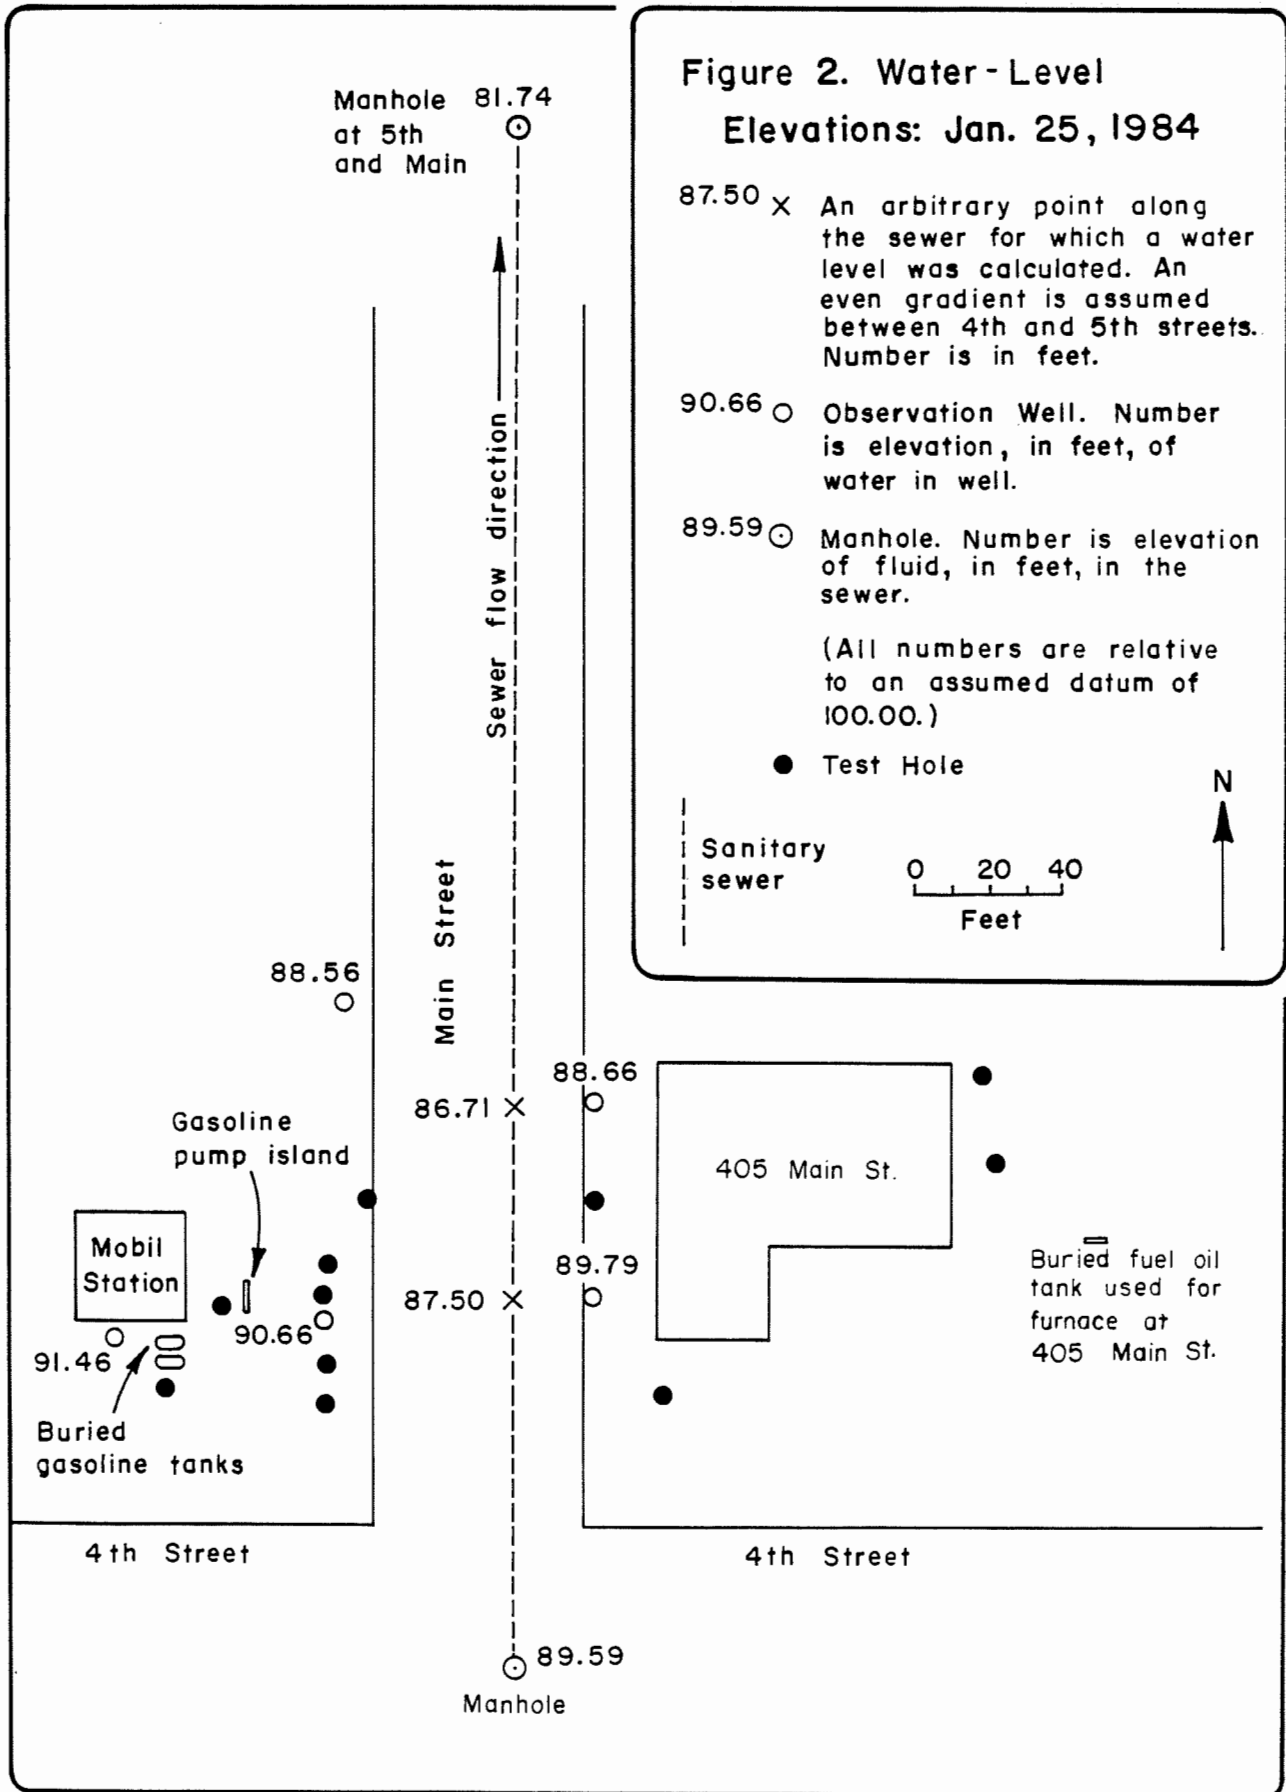 Figure 2. Water-Level
Elevations: Jan. 25, 1984
87.50 X An arbitrary point along
the sewer for which a water
level was calculated. An
even gradient is assumed
between 4th and 5th streets.
Number is in feet.
90.66 Observation Well. Number
is elevation, in feet, of
water in well.
89.59 Manhole. Number is elevation
of fluid, in feet, in the
sewer.
(All numbers are relative
to an assumed datum of
100.00.)
Test Hole
N
Sanitary
sewer
0 20 40
Feet
Manhole 81.74
at 5th
and Main
Sewer flow direction
Main Street
88.56
88.66
86.71 X
Gasoline
pump island
405 Main St.
Mobil
Station
89.79
87.50 X
90.66
91.46
Buried fuel oil
tank used for
furnace at
405 Main St.
Buried
gasoline tanks
4th Street
4th Street
89.59
Manhole